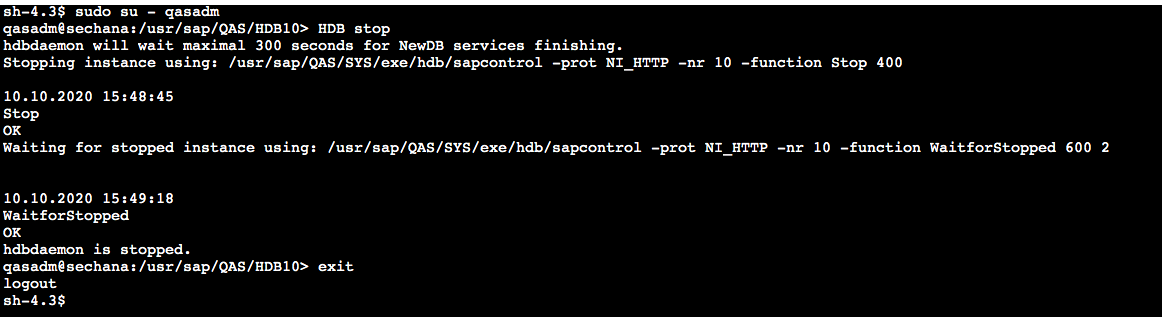 sh-4.3$ sudo su - qasadm
qasadm@sechana:/usr/sap/QAS/HDB10> HDB stop
hdbdaemon will wait maximal 300 seconds for NewDB services finishing.
Stopping instance using: /usr/sap/QAS/SYS/exe/hdb/sapcontrol -prot NI_HTTP -nr 10 -function Stop 400
10.10.2020 15:48:45
Stop
OK
Waiting for stopped instance using: /usr/sap/QAS/SYS/exe/hdb/sapcontrol -prot NI_HTTP -nr 10 -function WaitforStopped 600 2
10.10.2020 15:49:18
WaitforStopped
OK
hdbdaemon is stopped.
qasadm@sechana:/usr/sap/QAS/HDB10> exit
logout
sh-4.3$